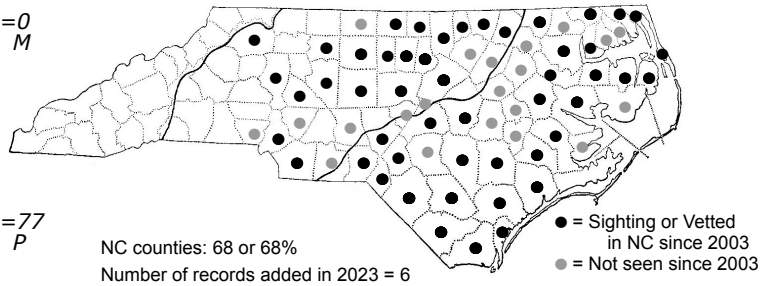 =0
M
=77
P
NC counties: 68 or 68%
Number of records added in 2023 = 6
= Sighting or Vetted
in NC since 2003
= Not seen since 2003